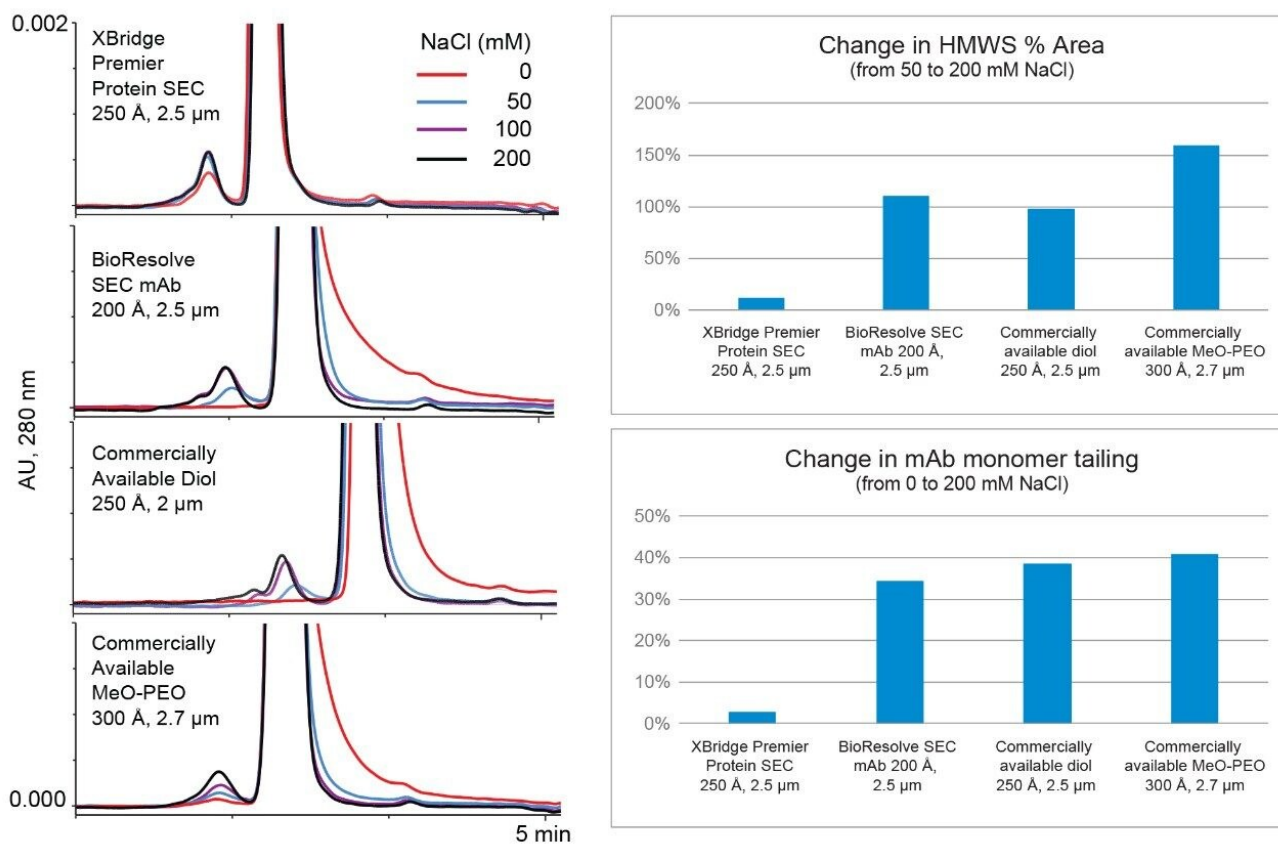 0.002
XBridge
Premier
Protein SEC
250 Å, 2.5 µm
NaCl (mM)
0
50
100
200
BioResolve
SEC mAb
200 Å, 2.5 µm
AU, 280 nm
Commercially
Available Diol
250 Å, 2 µm
Commercially
Available
MeO-PEO
300 Å, 2.7 µm
0.000
5 min
Change in HMWS % Area
(from 50 to 200 mM NaCl)
200%
150%
100%
50%
0%
XBridge Premier
Protein SEC
250 Å, 2.5 µm
BioResolve SEC
mAb 200 Å,
2.5 µm
Commercially
available diol
250 Å, 2.5 µm
Commercially
available MeO-PEO
300 Å, 2.7 µm
Change in mAb monomer tailing
(from 0 to 200 mM NaCl)
50%
40%
30%
20%
10%
0%
XBridge Premier
Protein SEC
250 Å, 2.5 µm
BioResolve SEC
mAb 200 Å,
2.5 µm
Commercially
available diol
250 Å, 2.5 µm
Commercially
available MeO-PEO
300 Å, 2.7 µm